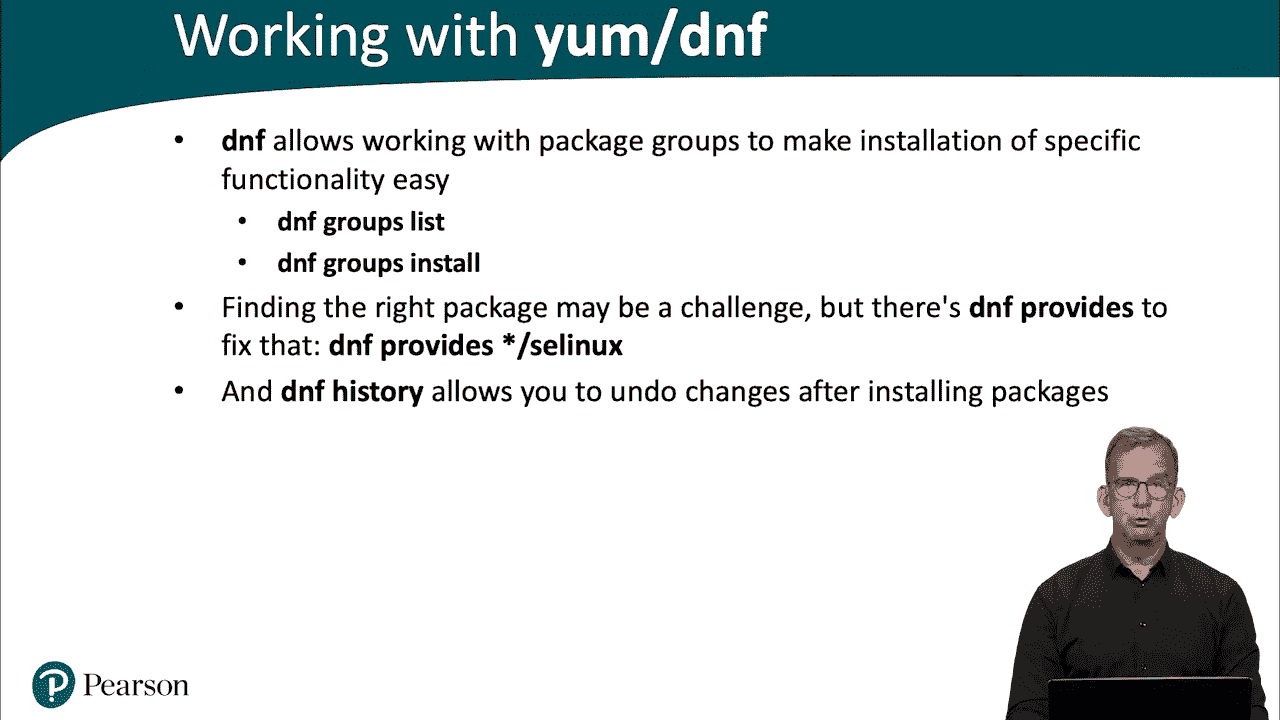 Working with yum/dnf
• dnf allows working with package groups to make installation of specific
functionality easy
• dnf groups list
• dnf groups install
• Finding the right package may be a challenge, but there's dnf provides to
fix that: dnf provides */selinux
• And dnf history allows you to undo changes after installing packages
Pearson